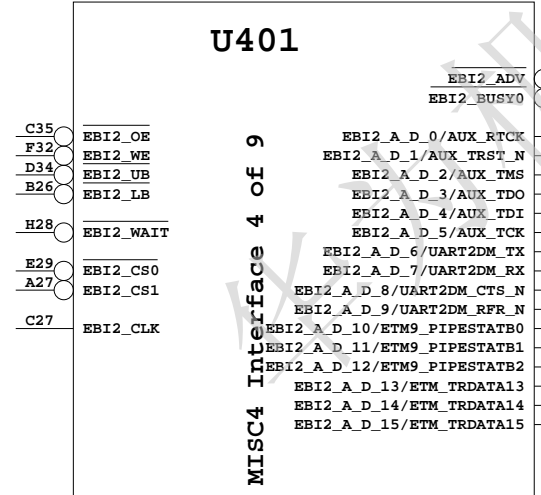 U401
EBI2_ADV
EBI2_BUSY0
C35 EBI2_OE EBI2_A_D_0/AUX_RTCK
F32 EBI2_WE EBI2_A_D_1/AUX_TRST_N
D34 EBI2_UB EBI2_A_D_2/AUX_TMS
B26 EBI2_LB EBI2_A_D_3/AUX_TDO
EBI2_A_D_4/AUX_TDI
H28 EBI2_WAIT EBI2_A_D_5/AUX_TCK
EBI2_A_D_6/UART2DM_TX
E29 EBI2_CS0 EBI2_A_D_7/UART2DM_RX
A27 EBI2_CS1 EBI2_A_D_8/UART2DM_CTS_N
EBI2_A_D_9/UART2DM_RFR_N
C27 EBI2_CLK EBI2_A_D_10/ETM9_PIPESTATB0
EBI2_A_D_11/ETM9_PIPESTATB1
EBI2_A_D_12/ETM9_PIPESTATB2
EBI2_A_D_13/ETM_TRDATA13
EBI2_A_D_14/ETM_TRDATA14
EBI2_A_D_15/ETM_TRDATA15
MISC4 Interface 4 of 9